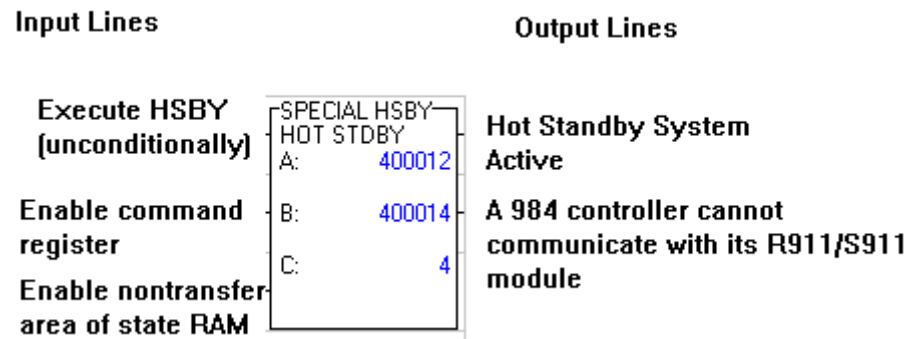 Input Lines
Output Lines
Execute HSBY
(unconditionally)
SPECIAL HSBY
HOT STDBY
A: 400012
Hot Standby System
Active
Enable command
register
B: 400014
A 984 controller cannot
communicate with its R911/S911
module
C: 4
Enable nontransfer
area of state RAM